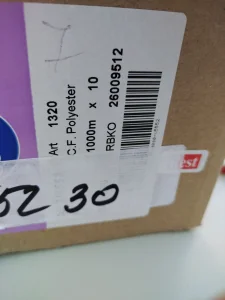 Art 1320
C.F. Polyester
1000m x 10
RBKO 26009512
52 30